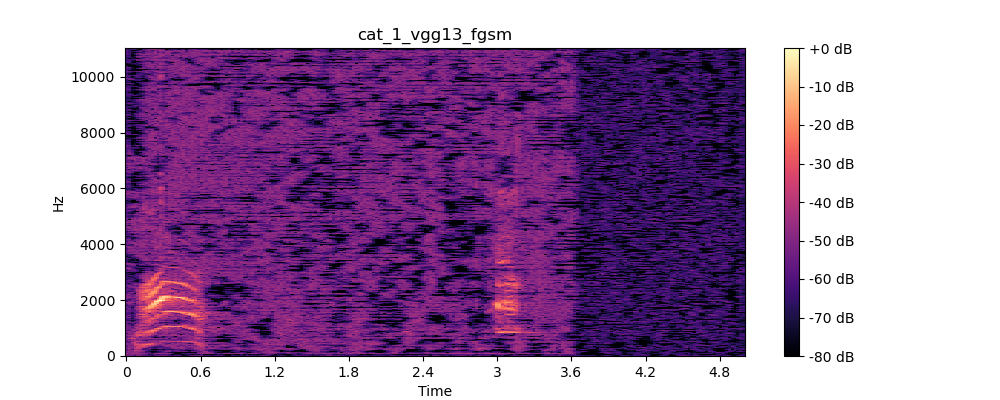 cat_1_vgg13_fgsm
Hz
10000
8000
6000
4000
2000
0
0 0.6 1.2 1.8 2.4 3 3.6 4.2 4.8
Time
+0 dB
-10 dB
-20 dB
-30 dB
-40 dB
-50 dB
-60 dB
-70 dB
-80 dB